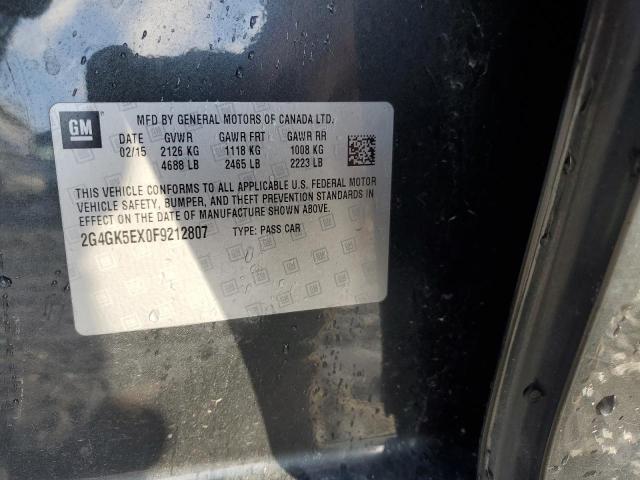 GM
MFD BY GENERAL MOTORS OF CANADA LTD.
DATE GVWR GAWR FRT GAWR RR
02/15 2126 KG 1118 KG 1008 KG
4688 LB 2465 LB 2223 LB
THIS VEHICLE CONFORMS TO ALL APPLICABLE U.S. FEDERAL MOTOR
VEHICLE SAFETY, BUMPER, AND THEFT PREVENTION STANDARDS IN
EFFECT ON THE DATE OF MANUFACTURE SHOWN ABOVE.
2G4GK5EX0F9212807 TYPE: PASS CAR